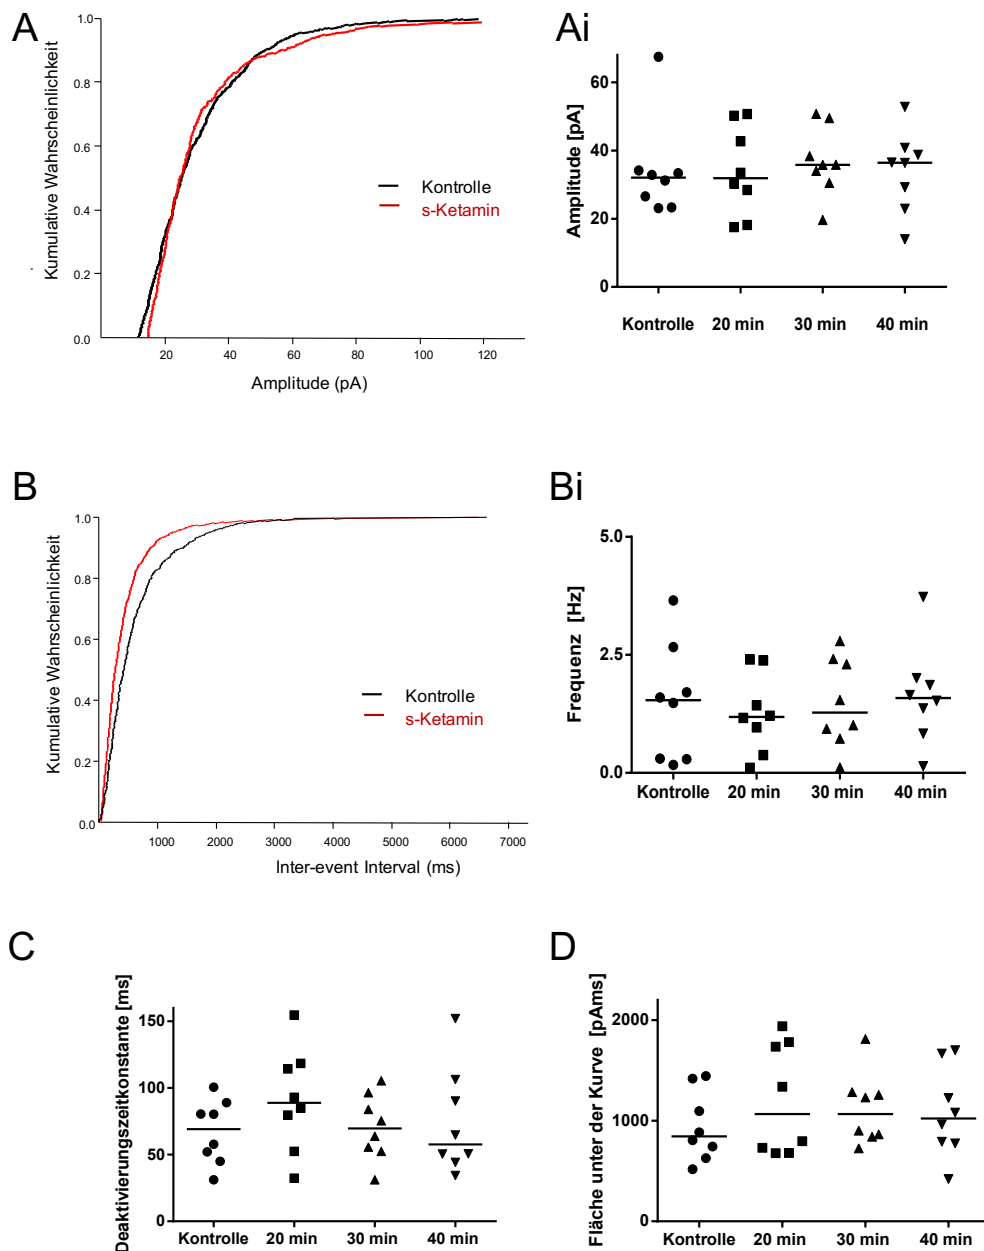 A
Kumulative Wahrscheinlichkeit
1.0
0.8
0.6
0.4
0.2
0.0
20 40 60 80 100 120
Amplitude (pA)
Kontrolle
s-Ketamin
Ai
Amplitude [pA]
60
40
20
0
Kontrolle 20 min 30 min 40 min
B
Kumulative Wahrscheinlichkeit
1.0
0.8
0.6
0.4
0.2
0.0
1000 2000 3000 4000 5000 6000 7000
Inter-event Interval (ms)
Kontrolle
s-Ketamin
Bi
Frequenz [Hz]
5.0
2.5
0.0
Kontrolle 20 min 30 min 40 min
C
Deaktivierungszeitkonstante [ms]
150
100
50
0
Kontrolle 20 min 30 min 40 min
D
Fläche unter der Kurve [pAms]
2000
1000
0
Kontrolle 20 min 30 min 40 min